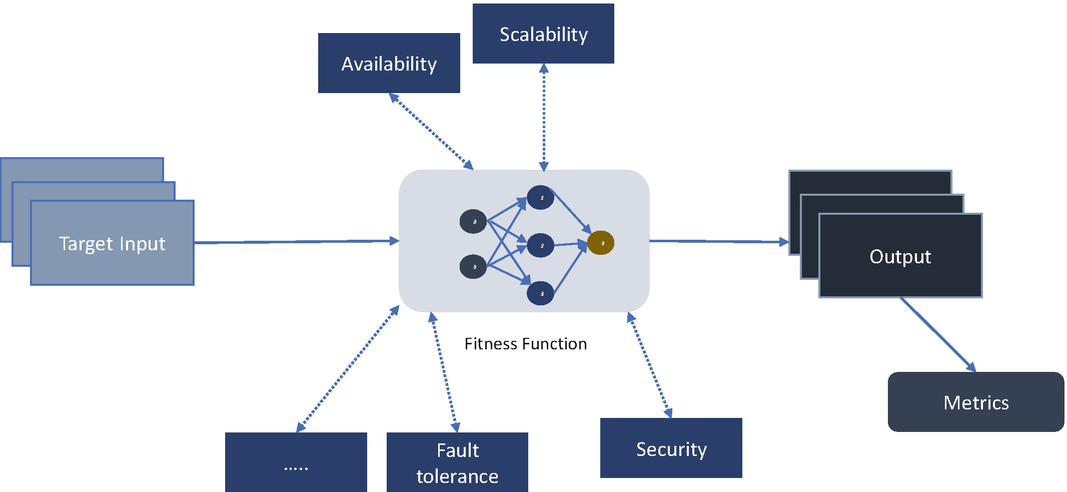 Scalability
Availability
Target Input
Output
Fitness Function
Metrics
.....
Fault
tolerance
Security